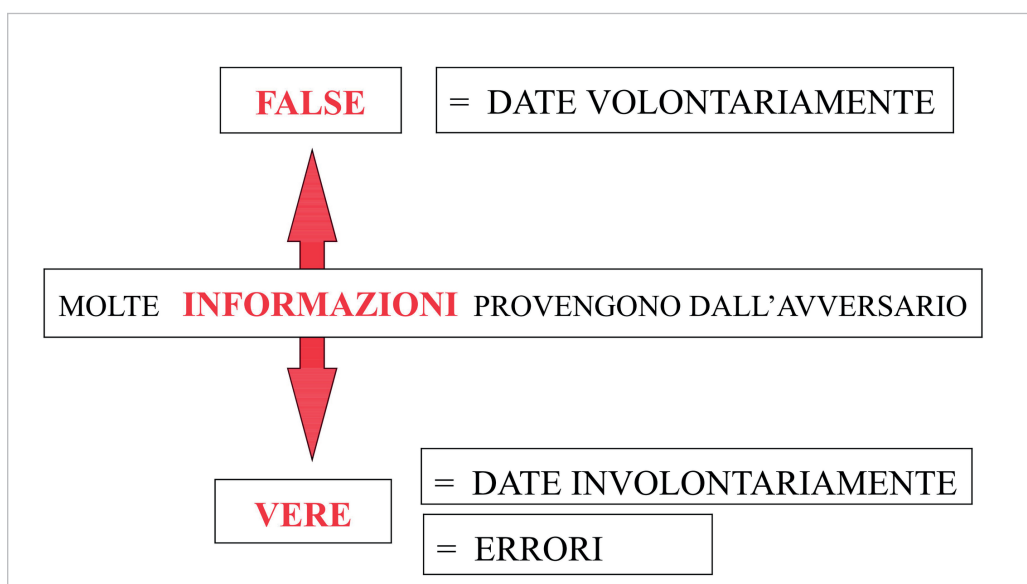 FALSE = DATE VOLONTARIAMENTE
MOLTE INFORMAZIONI PROVENGONO DALL’AVVERSARIO
VERE = DATE INVOLONTARIAMENTE
= ERRORI